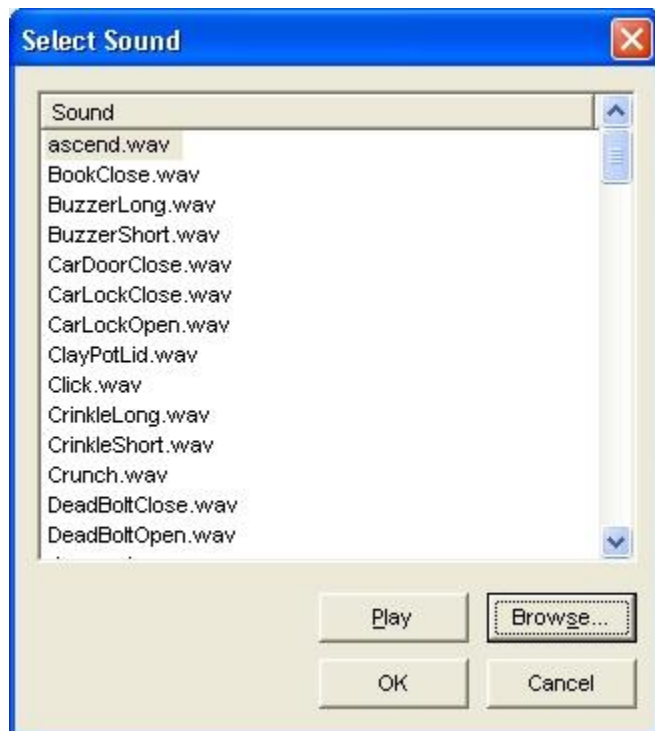 Select Sound
Sound
ascend.wav
BookClose.wav
BuzzerLong.wav
BuzzerShort.wav
CarDoorClose.wav
CarLockClose.wav
CarLockOpen.wav
ClayPotLid.wav
Click.wav
CrinkleLong.wav
CrinkleShort.wav
Crunch.wav
DeadBoltClose.wav
DeadBoltOpen.wav
Play Browse...
OK Cancel